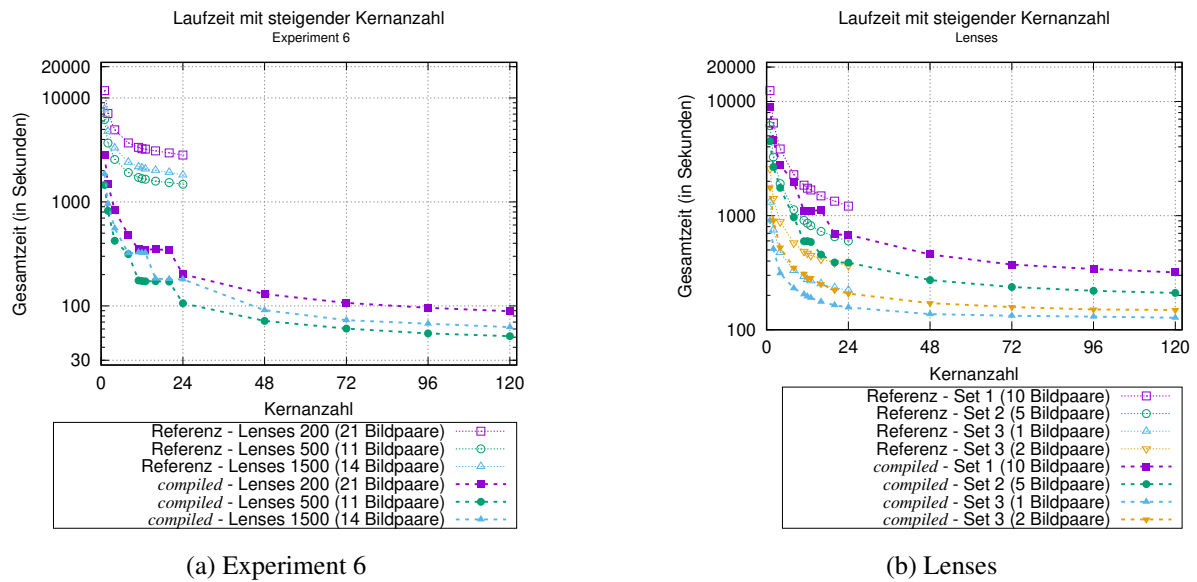 Laufzeit mit steigender Kernanzahl
Experiment 6
Gesamtzeit (in Sekunden)
20000
10000
1000
100
30
0 24 48 72 96 120
Kernanzahl
Referenz - Lenses 200 (21 Bildpaare)
Referenz - Lenses 500 (11 Bildpaare)
Referenz - Lenses 1500 (14 Bildpaare)
compiled - Lenses 200 (21 Bildpaare)
compiled - Lenses 500 (11 Bildpaare)
compiled - Lenses 1500 (14 Bildpaare)
(a) Experiment 6
Laufzeit mit steigender Kernanzahl
Lenses
Gesamtzeit (in Sekunden)
20000
10000
1000
100
0 24 48 72 96 120
Kernanzahl
Referenz - Set 1 (10 Bildpaare)
Referenz - Set 2 (5 Bildpaare)
Referenz - Set 3 (1 Bildpaare)
Referenz - Set 3 (2 Bildpaare)
compiled - Set 1 (10 Bildpaare)
compiled - Set 2 (5 Bildpaare)
compiled - Set 3 (1 Bildpaare)
compiled - Set 3 (2 Bildpaare)
(b) Lenses